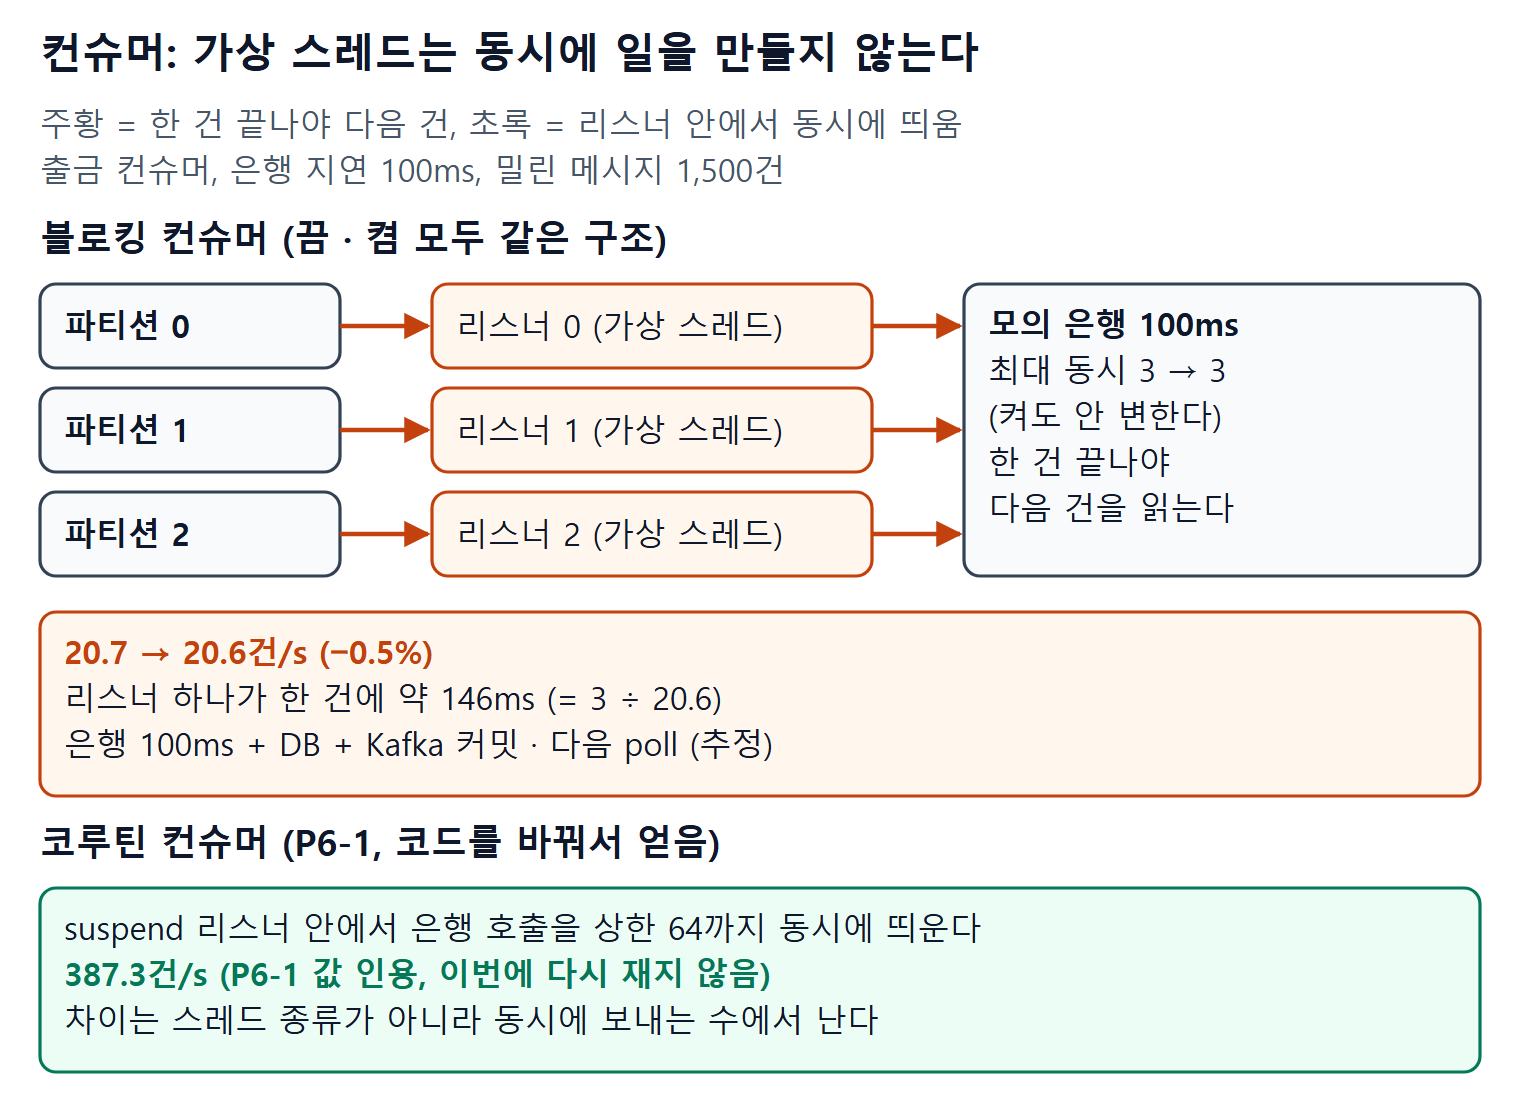 컨슈머: 가상 스레드는 동시에 일을 만들지 않는다
주황 = 한 건 끝나야 다음 건, 초록 = 리스너 안에서 동시에 띄움
출금 컨슈머, 은행 지연 100ms, 밀린 메시지 1,500건
블로킹 컨슈머 (끔 · 켬 모두 같은 구조)
파티션 0
리스너 0 (가상 스레드)
파티션 1
리스너 1 (가상 스레드)
파티션 2
리스너 2 (가상 스레드)
모의 은행 100ms
최대 동시 3 → 3
(켜도 안 변한다)
한 건 끝나야
다음 건을 읽는다
20.7 → 20.6건/s (−0.5%)
리스너 하나가 한 건에 약 146ms (= 3 ÷ 20.6)
은행 100ms + DB + Kafka 커밋 · 다음 poll (추정)
코루틴 컨슈머 (P6-1, 코드를 바꿔서 얻음)
suspend 리스너 안에서 은행 호출을 상한 64까지 동시에 띄운다
387.3건/s (P6-1 값 인용, 이번에 다시 재지 않음)
차이는 스레드 종류가 아니라 동시에 보내는 수에서 난다